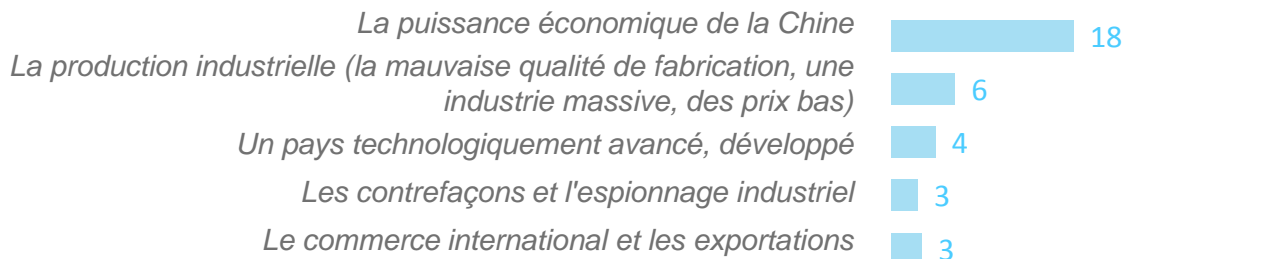 La puissance économique de la Chine 18
La production industrielle (la mauvaise qualité de fabrication, une
industrie massive, des prix bas) 6
Un pays technologiquement avancé, développé 4
Les contrefaçons et l'espionnage industriel 3
Le commerce international et les exportations 3